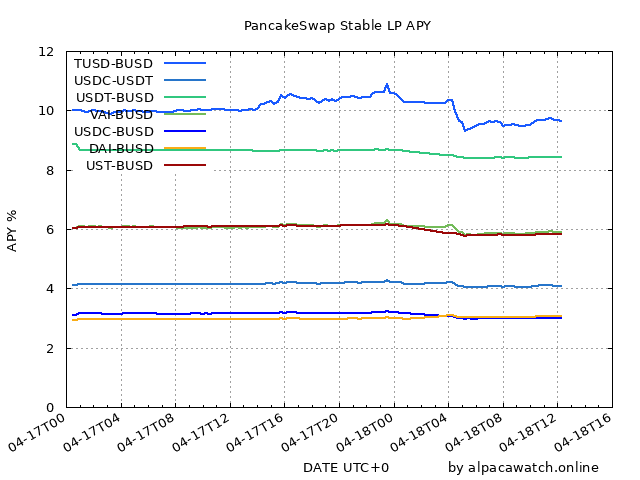 PancakeSwap Stable LP APY
12
10
8
6
4
2
0
APY %
TUSD-BUSD
USDC-USDT
USDT-BUSD
VAI-BUSD
USDC-BUSD
DAI-BUSD
UST-BUSD
04-17T00
04-17T04
04-17T08
04-17T12
04-17T16
04-17T20
04-18T00
04-18T04
04-18T08
04-18T12
04-18T16
DATE UTC+0
by alpacawatch.online